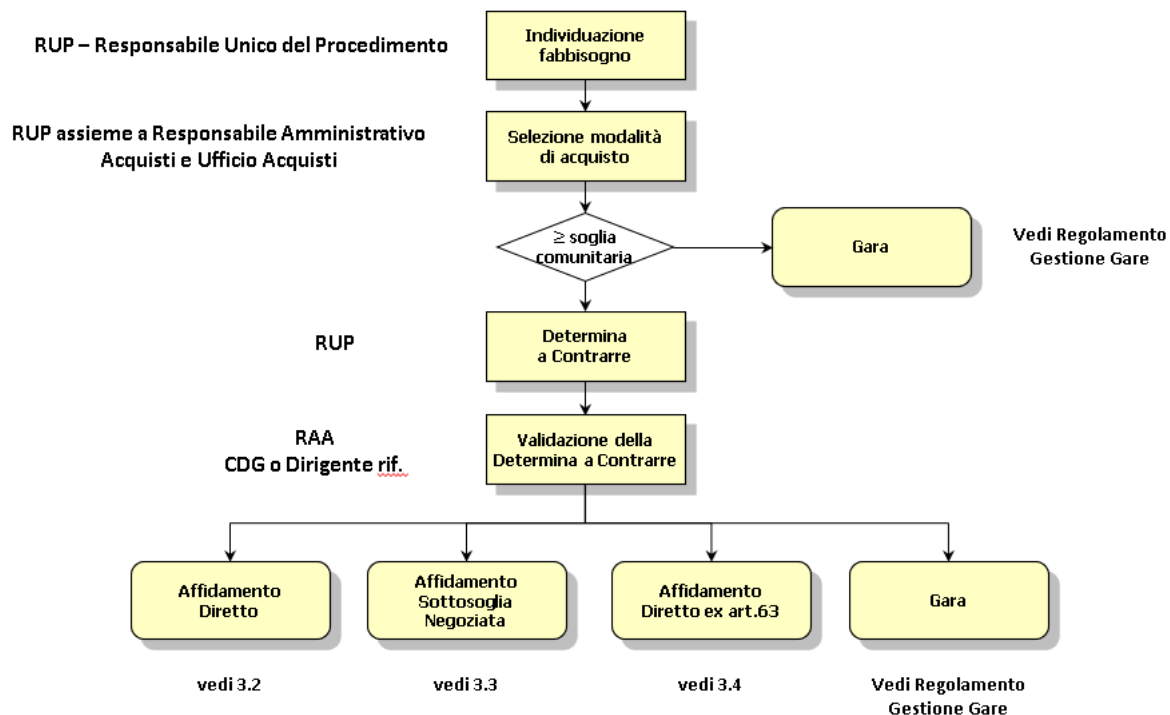 RUP – Responsabile Unico del Procedimento
Individuazione
fabbisogno
RUP assieme a Responsabile Amministrativo
Acquisti e Ufficio Acquisti
Selezione modalità
di acquisto
≥ soglia
comunitaria
Gara
Vedi Regolamento
Gestione Gare
RUP
Determina
a Contrarre
RAA
CDG o Dirigente rif.
Validazione della
Determina a Contrarre
Affidamento
Diretto
Affidamento
Sottosoglia
Negoziata
Affidamento
Diretto ex art.63
Gara
vedi 3.2
vedi 3.3
vedi 3.4
Vedi Regolamento
Gestione Gare